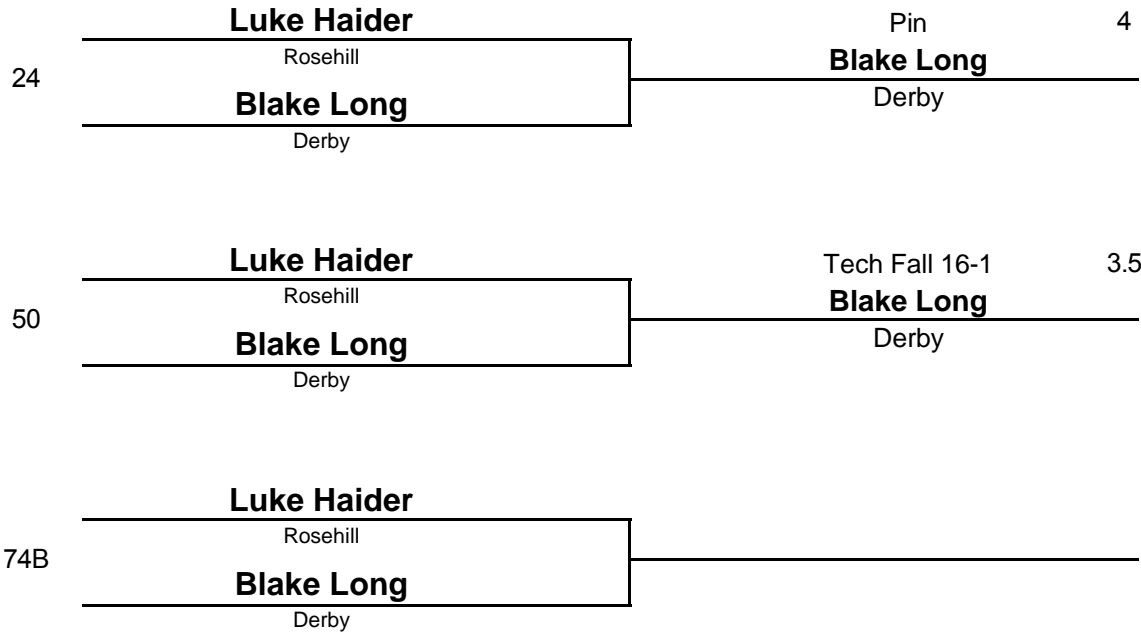 Luke Haider
Rosehill
24
Blake Long
Derby
Pin 4
Blake Long
Derby
Luke Haider
Rosehill
50
Blake Long
Derby
Tech Fall 16-1 3.5
Blake Long
Derby
Luke Haider
Rosehill
74B
Blake Long
Derby